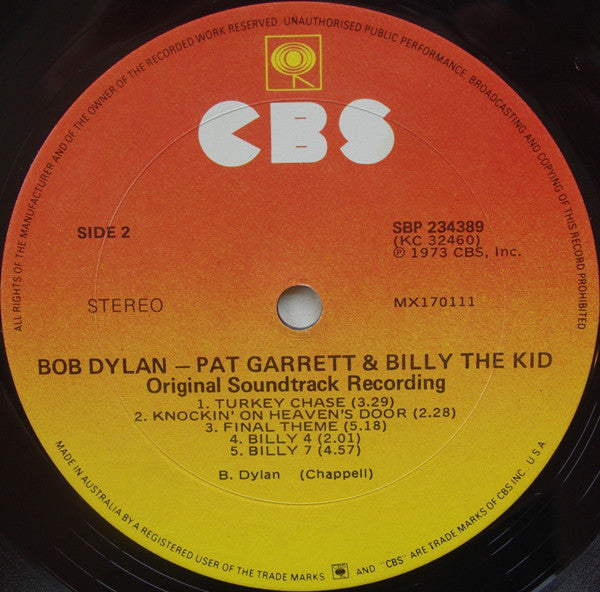 ALL RIGHTS OF THE MANUFACTURER AND OF THE OWNER OF THE RECORDED WORK RESERVED. UNAUTHORISED PUBLIC PERFORMANCE, BROADCASTING AND COPYING OF THIS RECORD PROHIBITED
CBS
SIDE 2
SBP 234389
(KC 32460)
℗ 1973 CBS, Inc.
STEREO
MX170111
BOB DYLAN – PAT GARRETT & BILLY THE KID
Original Soundtrack Recording
1. TURKEY CHASE (3.29)
2. KNOCKIN' ON HEAVEN'S DOOR (2.28)
3. FINAL THEME (5.18)
4. BILLY 4 (2.01)
5. BILLY 7 (4.57)
B. Dylan (Chappell)
MADE IN AUSTRALIA BY A REGISTERED USER OF THE TRADE MARKS AND "CBS" ARE TRADE MARKS OF CBS INC. U.S.A